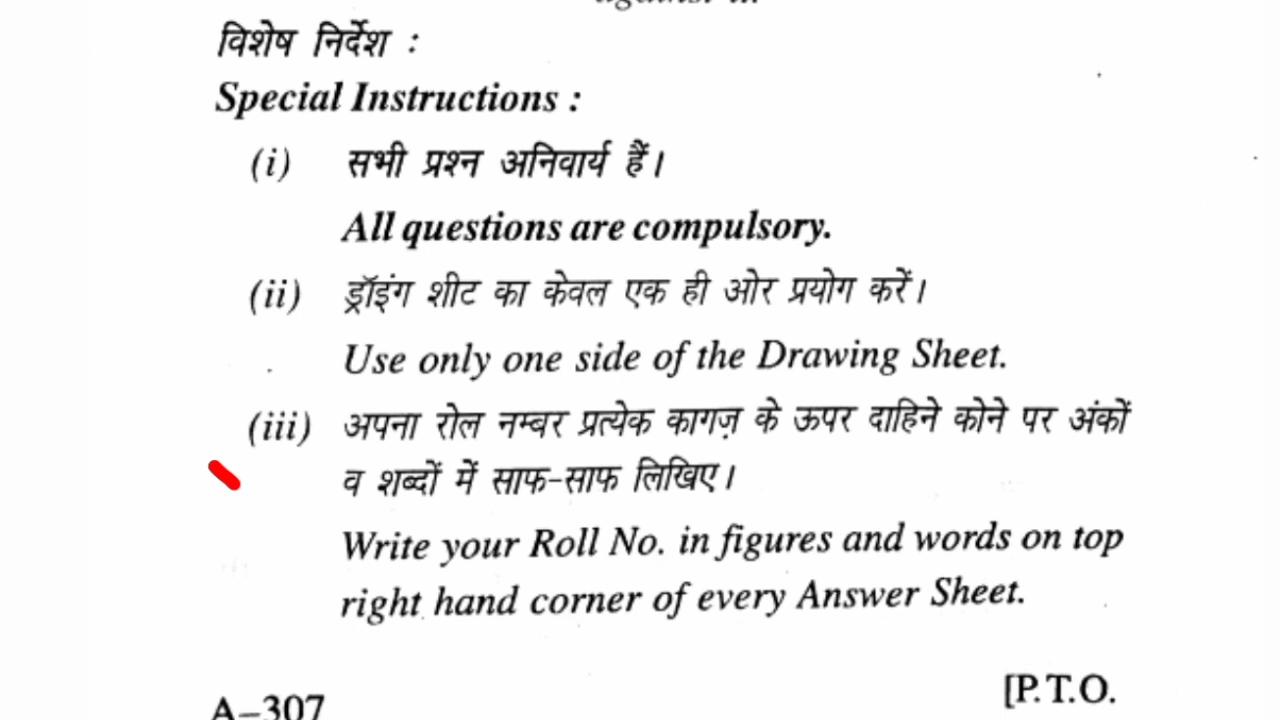 विशेष निर्देश :
Special Instructions :
(i) सभी प्रश्न अनिवार्य हैं।
All questions are compulsory.
(ii) ड्रॉइंग शीट का केवल एक ही ओर प्रयोग करें।
Use only one side of the Drawing Sheet.
(iii) अपना रोल नम्बर प्रत्येक कागज़ के ऊपर दाहिने कोने पर अंकों
व शब्दों में साफ-साफ लिखिए।
Write your Roll No. in figures and words on top
right hand corner of every Answer Sheet.
A–307 [P.T.O.